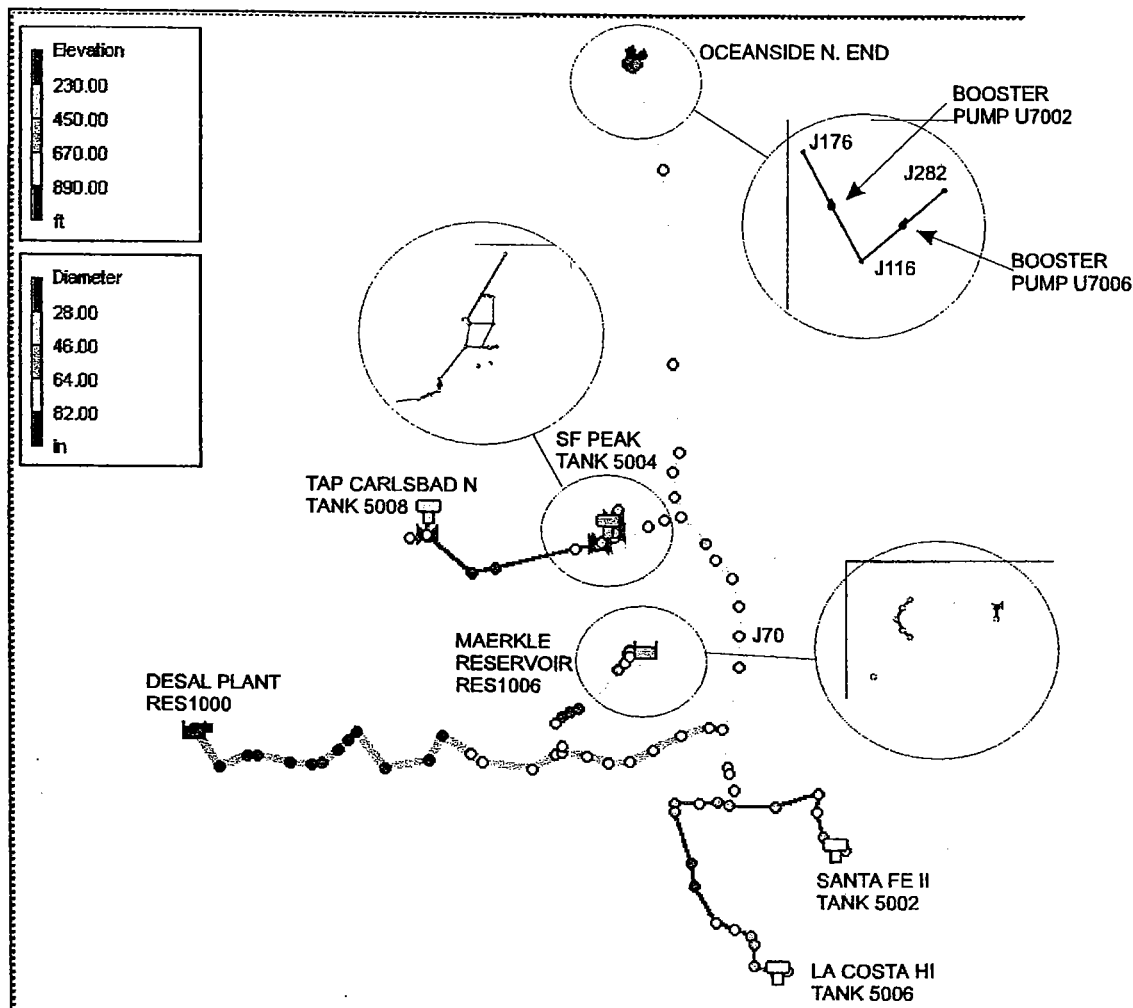 Elevation
230.00
450.00
670.00
890.00
ft
Diameter
28.00
46.00
64.00
82.00
in
OCEANSIDE N. END
BOOSTER
PUMP U7002
J176
J282
J116
BOOSTER
PUMP U7006
SF PEAK
TANK 5004
TAP CARLSBAD N
TANK 5008
J70
MAERKLE
RESERVOIR
RES1006
DESAL PLANT
RES1000
SANTA FE II
TANK 5002
LA COSTA HI
TANK 5006